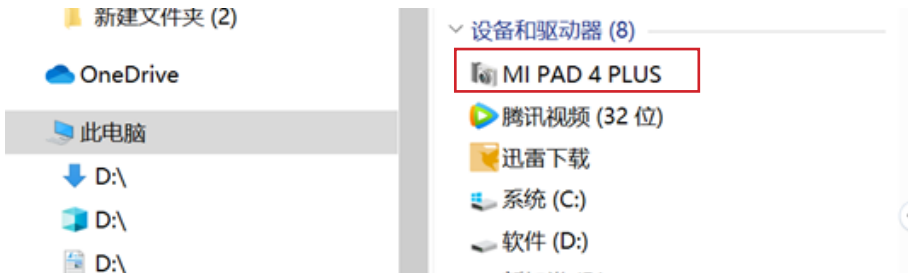 新建文件夹 (2)
OneDrive
此电脑
D:\
D:\
D:\
设备和驱动器 (8)
MI PAD 4 PLUS
腾讯视频 (32 位)
迅雷下载
系统 (C:)
软件 (D:)